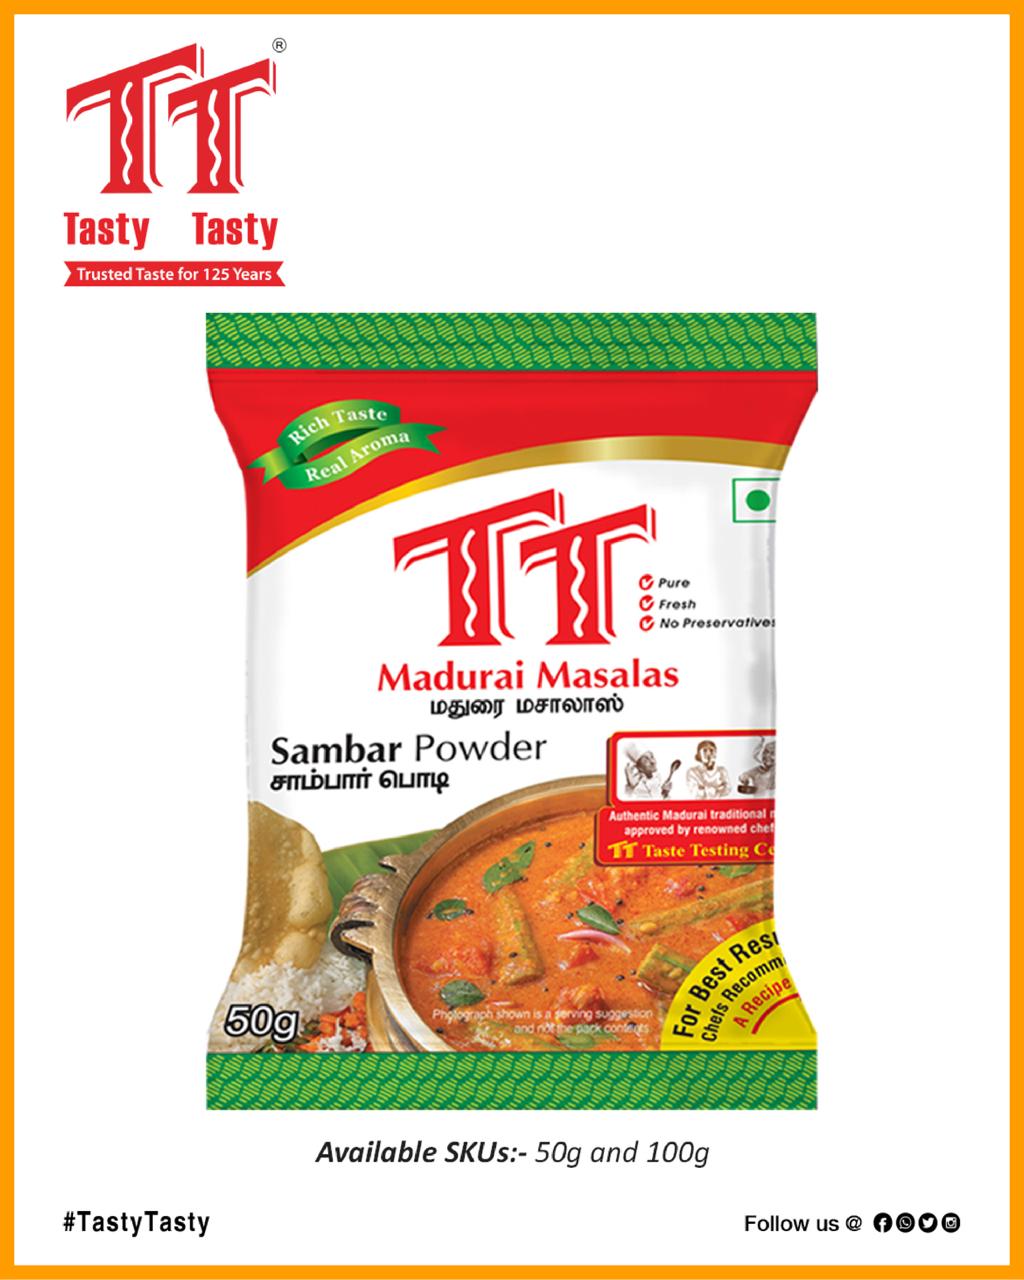 ®
TT
Tasty Tasty
Trusted Taste for 125 Years
Rich Taste
Real Aroma
TT
Pure
Fresh
No Preservatives
Madurai Masalas
மதுரை மசாலாஸ்
Sambar Powder
சாம்பார் பொடி
Authentic Madurai traditional
approved by renowned
TT Taste Testing
For Best
Chefs
A Recipe
50g
Photograph shown is a serving suggestion
and not the pack contents.
Available SKUs:- 50g and 100g
#TastyTasty
Follow us @